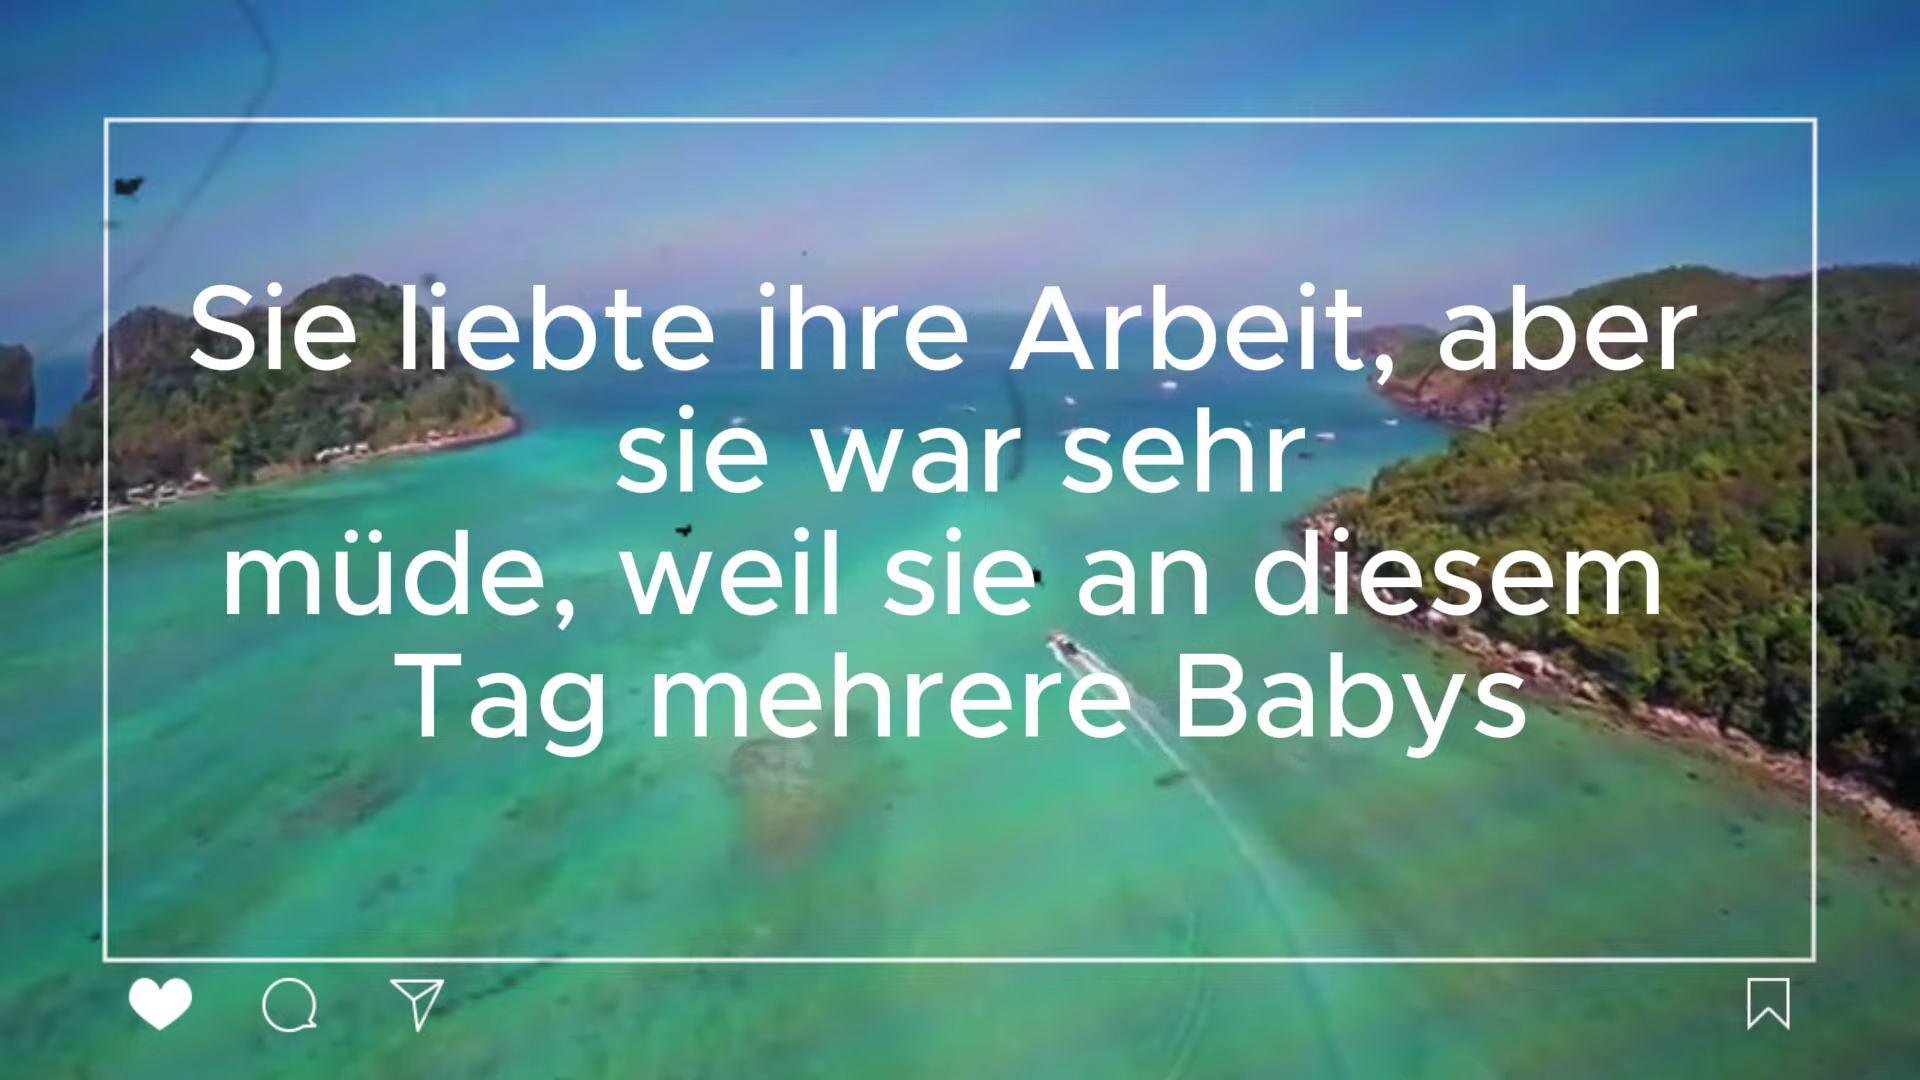 Sie liebte ihre Arbeit, aber
sie war sehr
müde, weil sie an diesem
Tag mehrere Babys